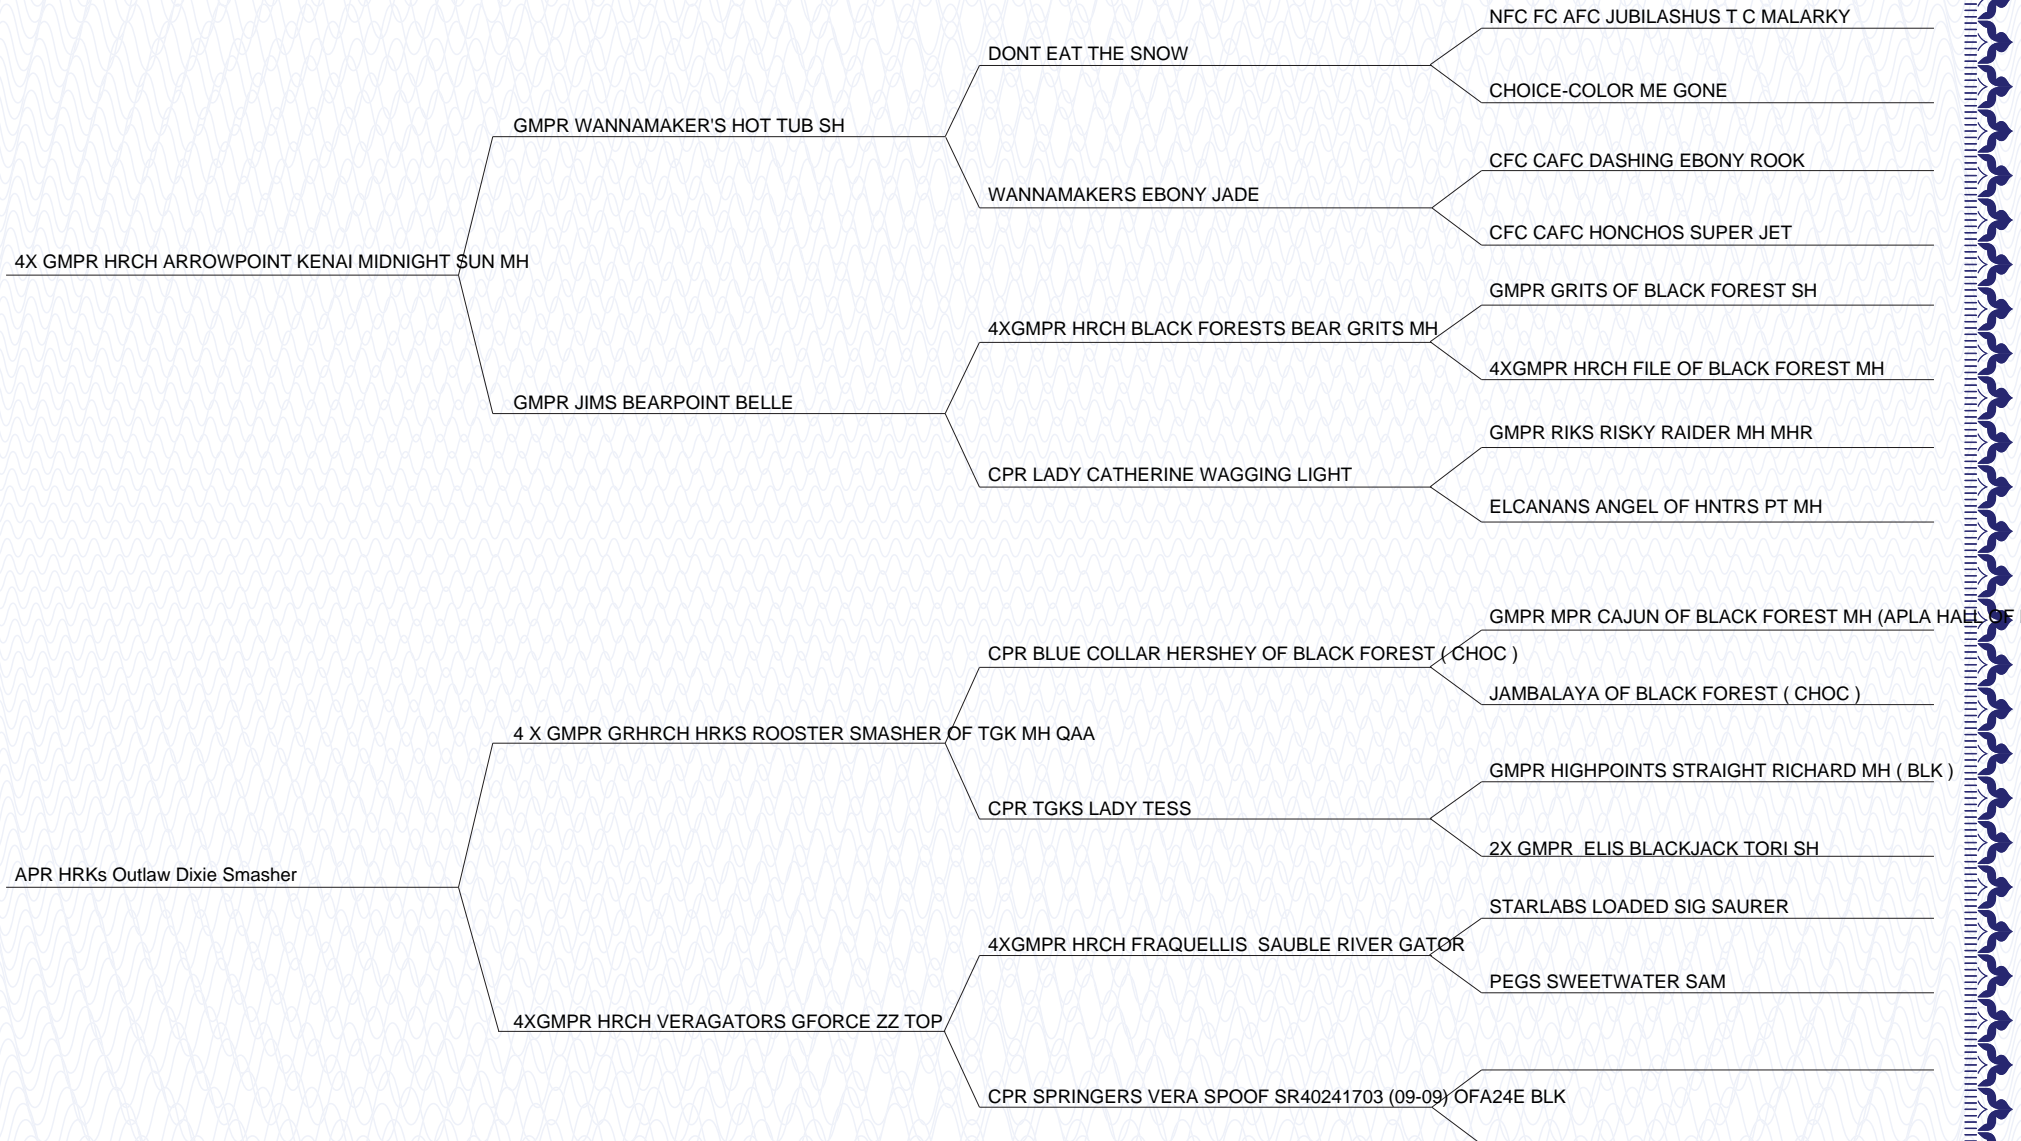 NFC FC AFC JUBILASHUS T C MALARKY
DONT EAT THE SNOW
CHOICE-COLOR ME GONE
GMPR WANNAMAKER'S HOT TUB SH
CFC CAFC DASHING EBONY ROOK
WANNAMAKERS EBONY JADE
CFC CAFC HONCHOS SUPER JET
4X GMPR HRCH ARROWPOINT KENAI MIDNIGHT SUN MH
GMPR GRITS OF BLACK FOREST SH
4XGMPR HRCH BLACK FORESTS BEAR GRITS MH
4XGMPR HRCH FILE OF BLACK FOREST MH
GMPR JIMS BEARPOINT BELLE
GMPR RIKS RISKY RAIDER MH MHR
CPR LADY CATHERINE WAGGING LIGHT
ELCANANS ANGEL OF HNTRS PT MH
GMPR MPR CAJUN OF BLACK FOREST MH (APLA HALL OF
CPR BLUE COLLAR HERSHEY OF BLACK FOREST ( CHOC )
JAMBALAYA OF BLACK FOREST ( CHOC )
4 X GMPR GRHRCH HRKS ROOSTER SMASHER OF TGK MH QAA
GMPR HIGHPOINTS STRAIGHT RICHARD MH ( BLK )
CPR TGKS LADY TESS
2X GMPR  ELIS BLACKJACK TORI SH
APR HRKs Outlaw Dixie Smasher
STARLABS LOADED SIG SAURER
4XGMPR HRCH FRAQUELLIS  SAUBLE RIVER GATOR
PEGS SWEETWATER SAM
4XGMPR HRCH VERAGATORS GFORCE ZZ TOP
CPR SPRINGERS VERA SPOOF SR40241703 (09-09) OFA24E BLK